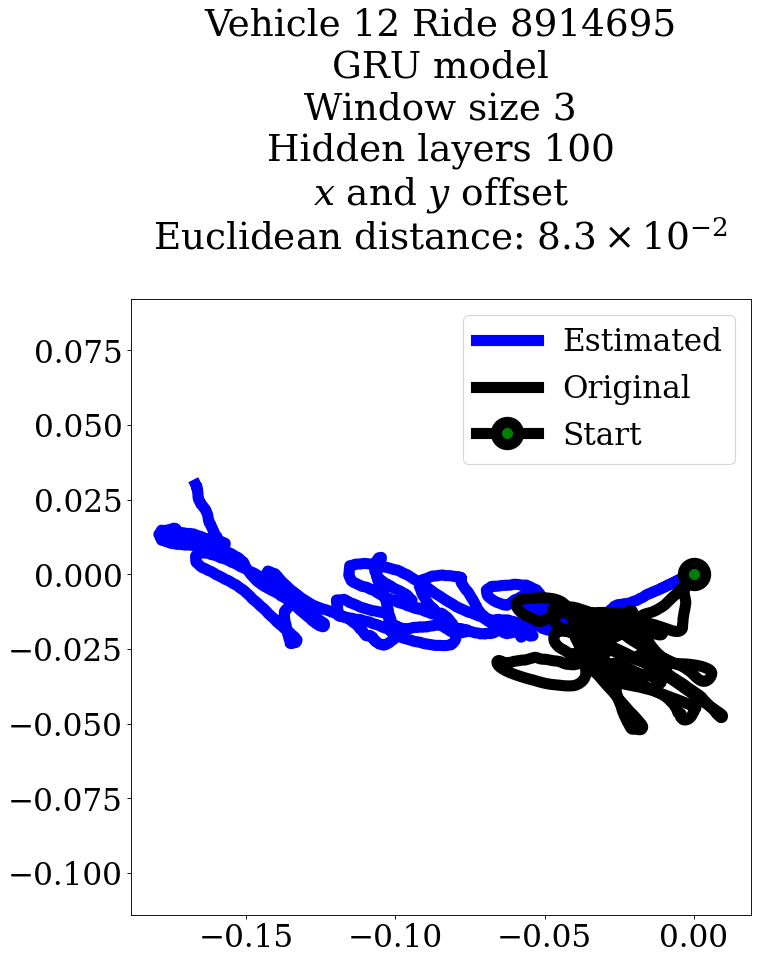 Vehicle 12 Ride 8914695
GRU model
Window size 3
Hidden layers 100
x and y offset
Euclidean distance: 8.3 × 10⁻²
Estimated
Original
Start
0.075
0.050
0.025
0.000
−0.025
−0.050
−0.075
−0.100
−0.15 −0.10 −0.05 0.00